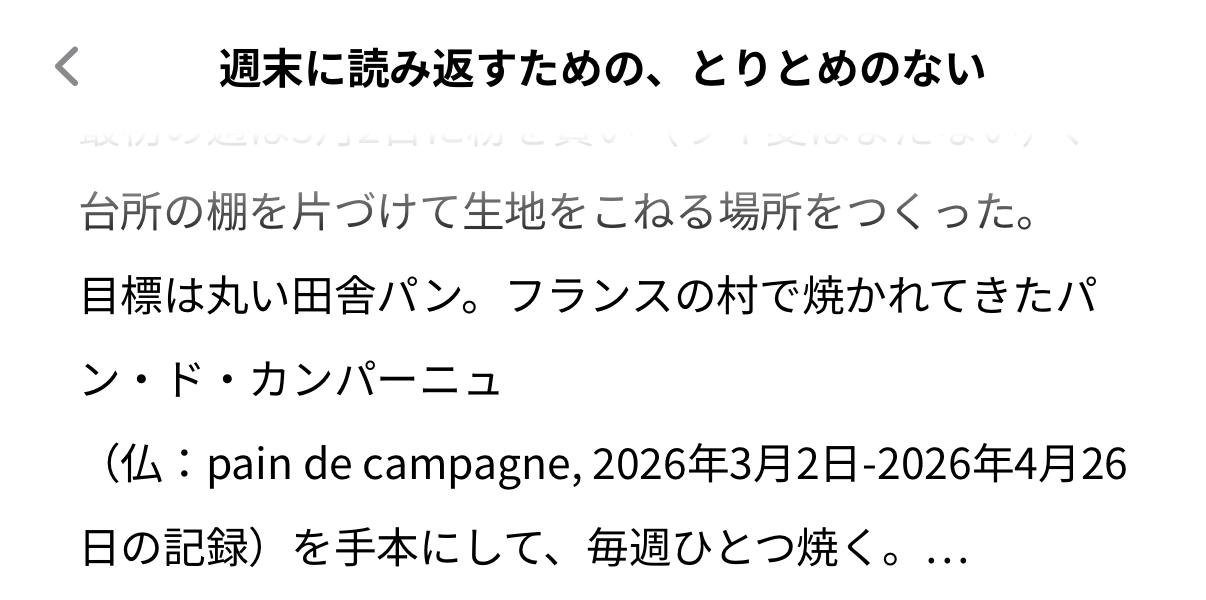 週末に読み返すための、とりとめのない
台所の棚を片づけて生地をこねる場所をつくった。
目標は丸い田舎パン。フランスの村で焼かれてきたパ
ン・ド・カンパーニュ
（仏：pain de campagne, 2026年3月2日-2026年4月26
日の記録）を手本にして、毎週ひとつ焼く。…